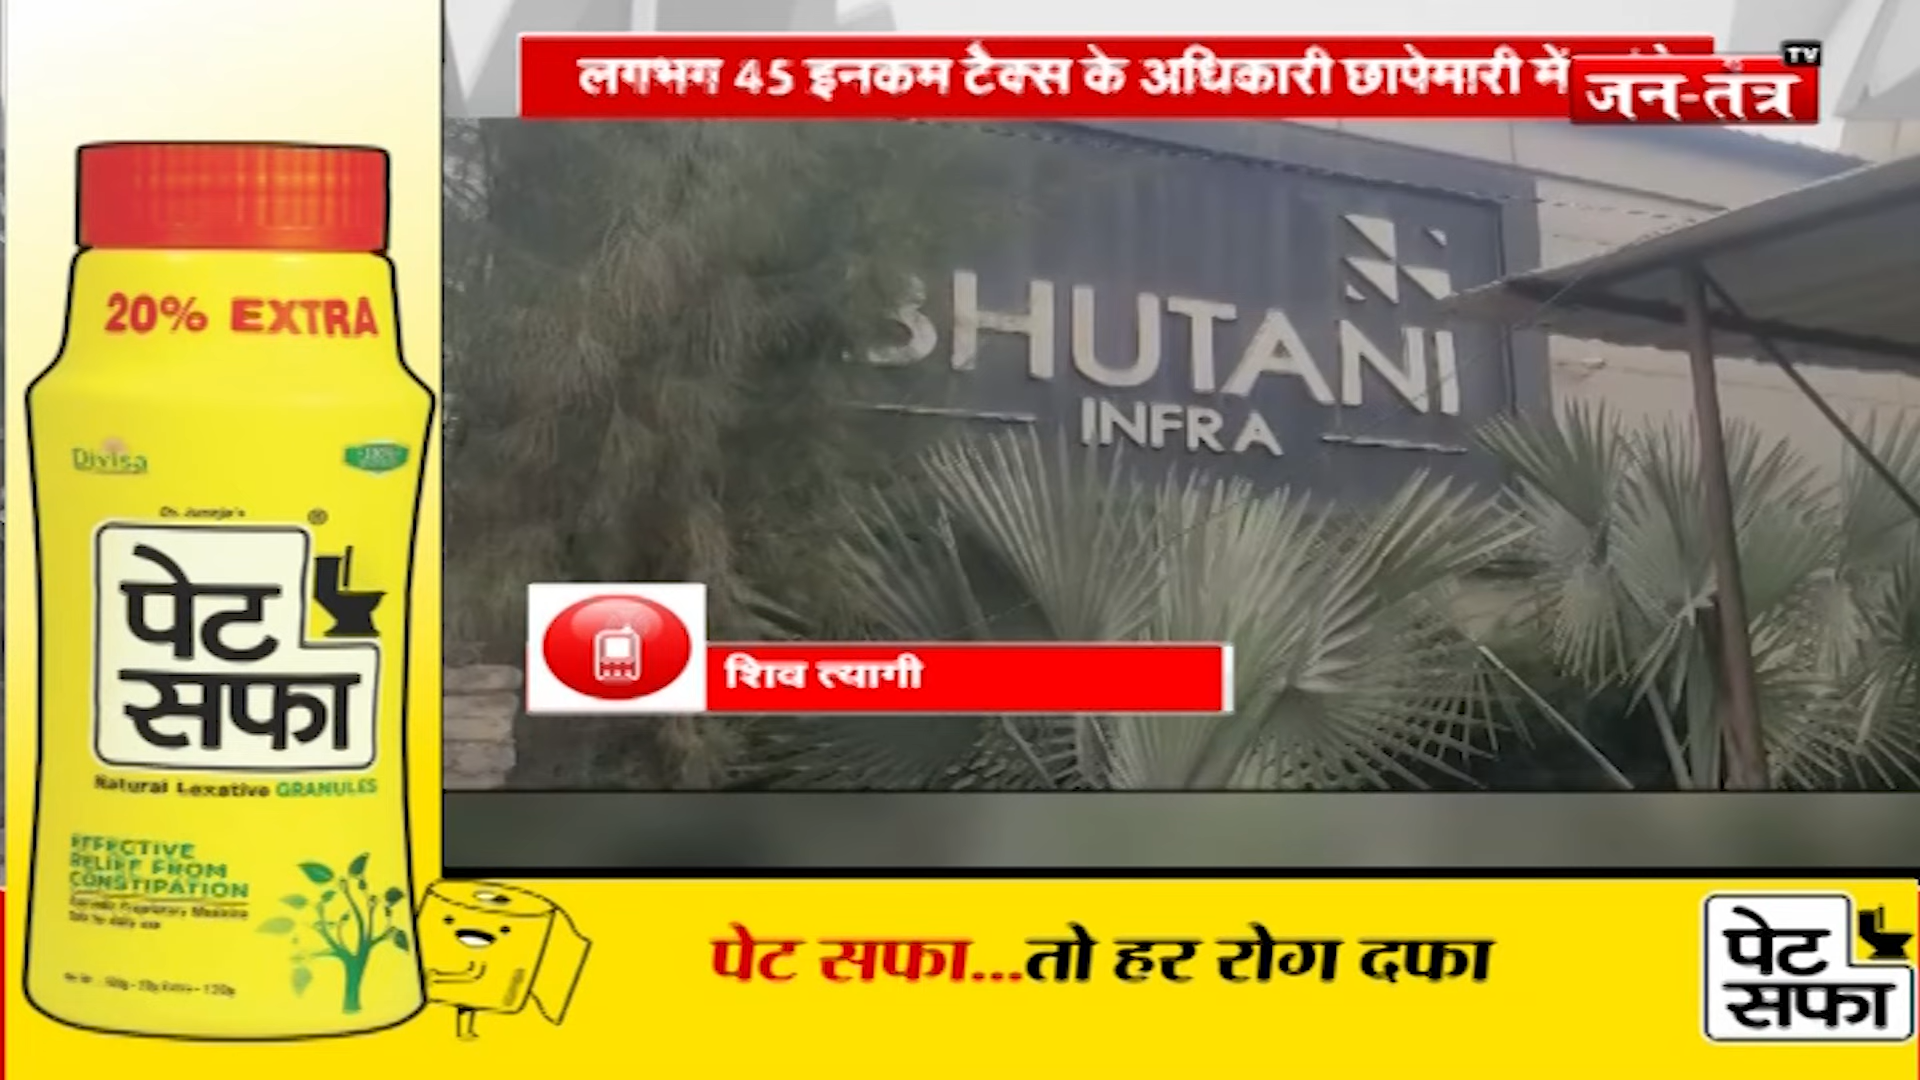 लगभग 45 इनकम टैक्स के अधिकारी छापेमारी में
जन-तंत्र
TV
BHUTANI
INFRA
शिव त्यागी
20% EXTRA
Divisa
Dr. Juneja's
®
पेट
सफा
Natural Laxative GRANULES
EFFECTIVE
RELIEF FROM
CONSTIPATION
पेट सफा...तो हर रोग दफा
पेट
सफा